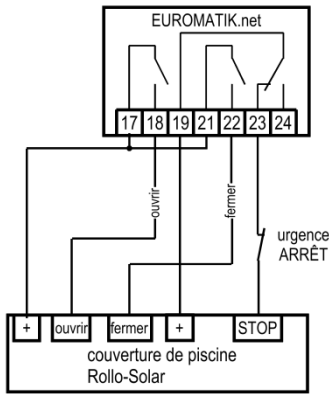 EUROMATIK.net
17 18 19 21 22 23 24
ouvrir
fermer
urgence
ARRÊT
+ ouvrir fermer + STOP
couverture de piscine
Rollo-Solar